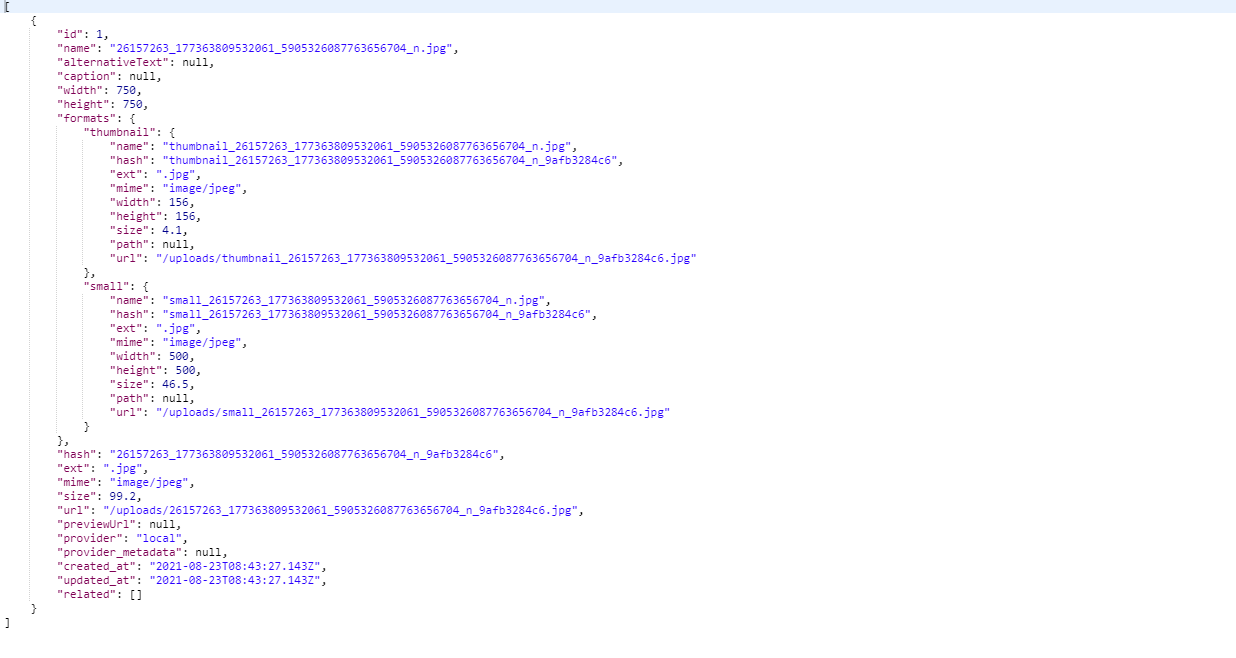 [
    {
        "id": 1,
        "name": "26157263_177363809532061_5905326087763656704_n.jpg",
        "alternativeText": null,
        "caption": null,
        "width": 750,
        "height": 750,
        "formats": {
            "thumbnail": {
                "name": "thumbnail_26157263_177363809532061_5905326087763656704_n.jpg",
                "hash": "thumbnail_26157263_177363809532061_5905326087763656704_n_9afb3284c6",
                "ext": ".jpg",
                "mime": "image/jpeg",
                "width": 156,
                "height": 156,
                "size": 4.1,
                "path": null,
                "url": "/uploads/thumbnail_26157263_177363809532061_5905326087763656704_n_9afb3284c6.jpg"
            },
            "small": {
                "name": "small_26157263_177363809532061_5905326087763656704_n.jpg",
                "hash": "small_26157263_177363809532061_5905326087763656704_n_9afb3284c6",
                "ext": ".jpg",
                "mime": "image/jpeg",
                "width": 500,
                "height": 500,
                "size": 46.5,
                "path": null,
                "url": "/uploads/small_26157263_177363809532061_5905326087763656704_n_9afb3284c6.jpg"
            }
        },
        "hash": "26157263_177363809532061_5905326087763656704_n_9afb3284c6",
        "ext": ".jpg",
        "mime": "image/jpeg",
        "size": 99.2,
        "url": "/uploads/26157263_177363809532061_5905326087763656704_n_9afb3284c6.jpg",
        "previewUrl": null,
        "provider": "local",
        "provider_metadata": null,
        "created_at": "2021-08-23T08:43:27.143Z",
        "updated_at": "2021-08-23T08:43:27.143Z",
        "related": []
    }
]